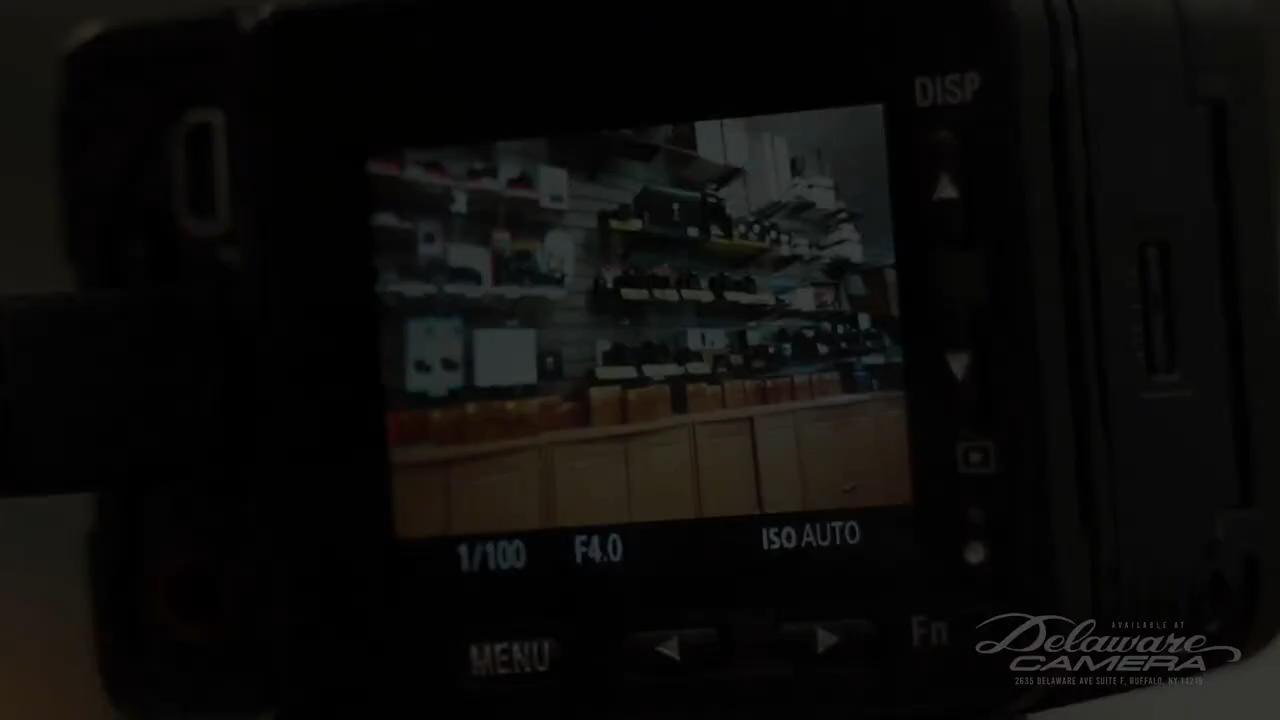 DISP
1/100 F4.0 ISO AUTO
MENU Fn
AVAILABLE AT
Delaware
CAMERA
2635 DELAWARE AVE SUITE F, BUFFALO, NY 14216